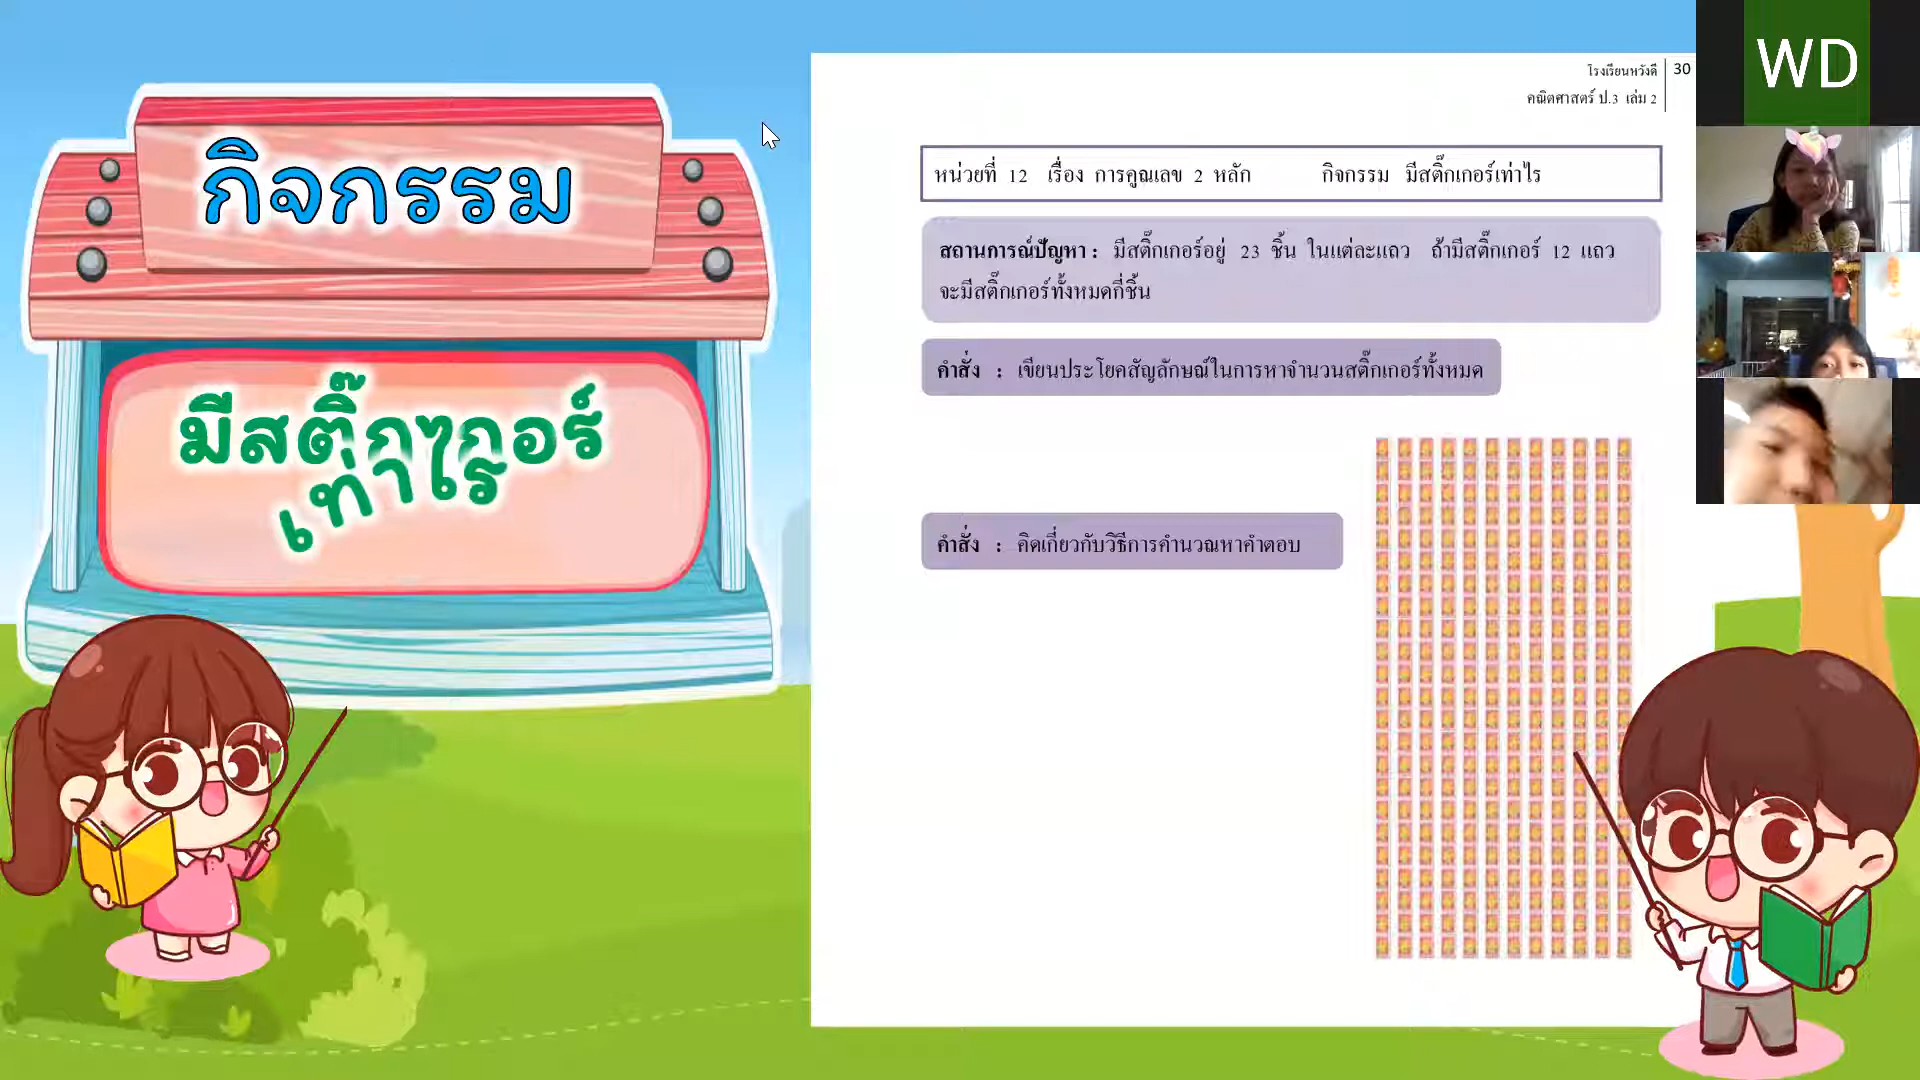 กิจกรรม
มีสติ๊กเกอร์
เท่าไร
โรงเรียนหวังดี 30
คณิตศาสตร์ ป.3 เล่ม 2
หน่วยที่ 12 เรื่อง การคูณเลข 2 หลัก กิจกรรม มีสติ๊กเกอร์เท่าไร
สถานการณ์ปัญหา : มีสติ๊กเกอร์อยู่ 23 ชิ้น ในแต่ละแถว ถ้ามีสติ๊กเกอร์ 12 แถว
จะมีสติ๊กเกอร์ทั้งหมดกี่ชิ้น
คำสั่ง : เขียนประโยคสัญลักษณ์ในการหาจำนวนสติ๊กเกอร์ทั้งหมด
คำสั่ง : คิดเกี่ยวกับวิธีการคำนวณหาคำตอบ
WD